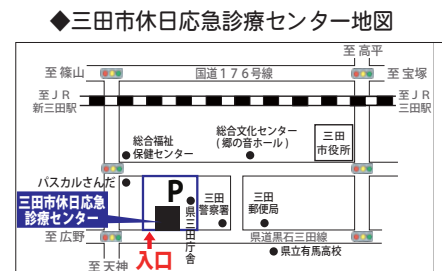 ◆三田市休日応急診療センター地図
至 高平
至 篠山
国道176号線
至 宝塚
至ＪＲ
新三田駅
至ＪＲ
三田駅
総合福祉
保健センター
総合文化センター
(郷の音ホール)
三田
市役所
パスカルさんだ
P
県三田庁舎
三田
警察署
三田
郵便局
三田市休日応急
診療センター
至 広野
県道黒石三田線
県立有馬高校
至 天神
入口